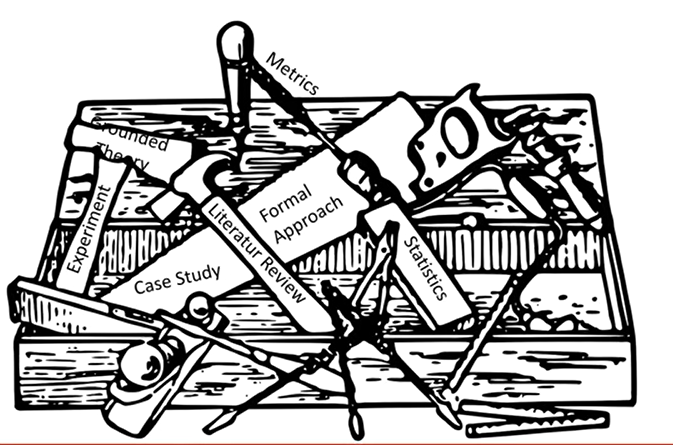 Metrics
Grounded
Theory
Experiment
Literatur Review
Formal
Approach
Case Study
Statistics